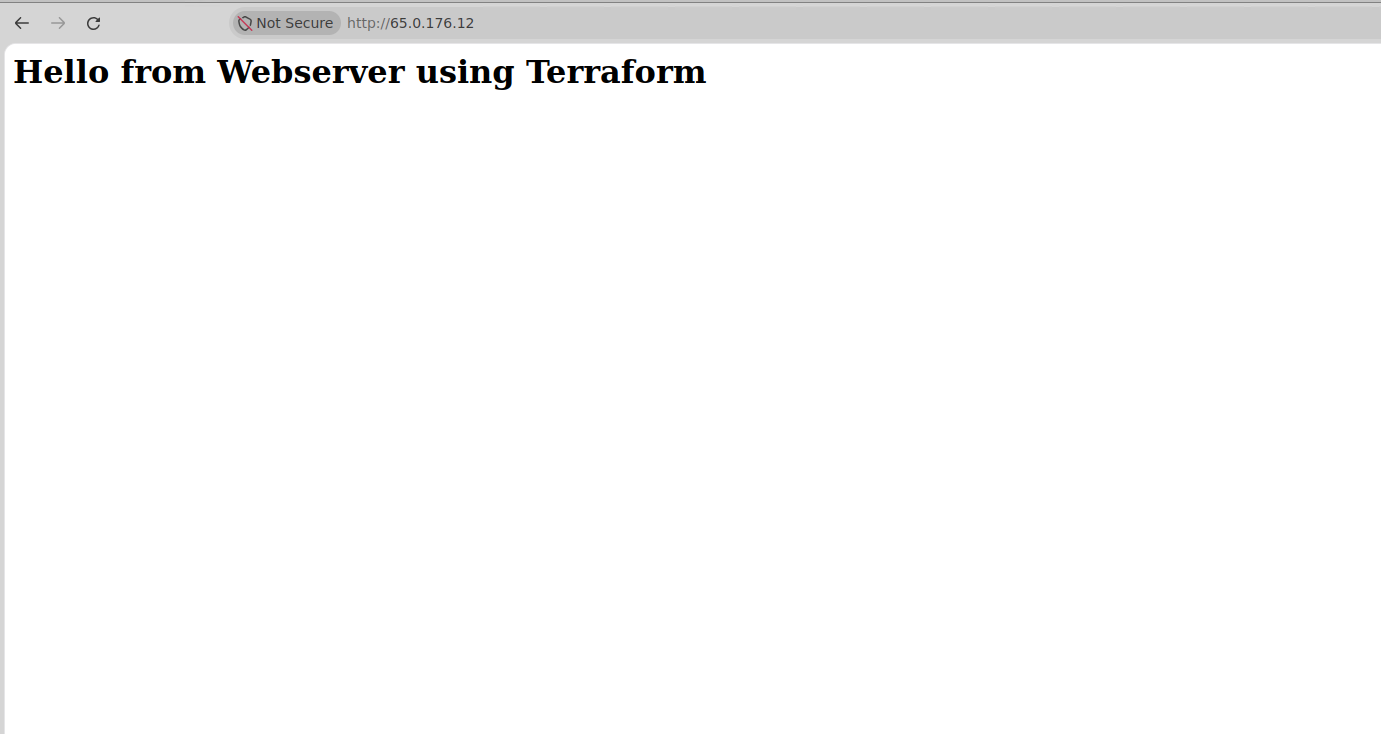 Not Secure http://65.0.176.12
Hello from Webserver using Terraform